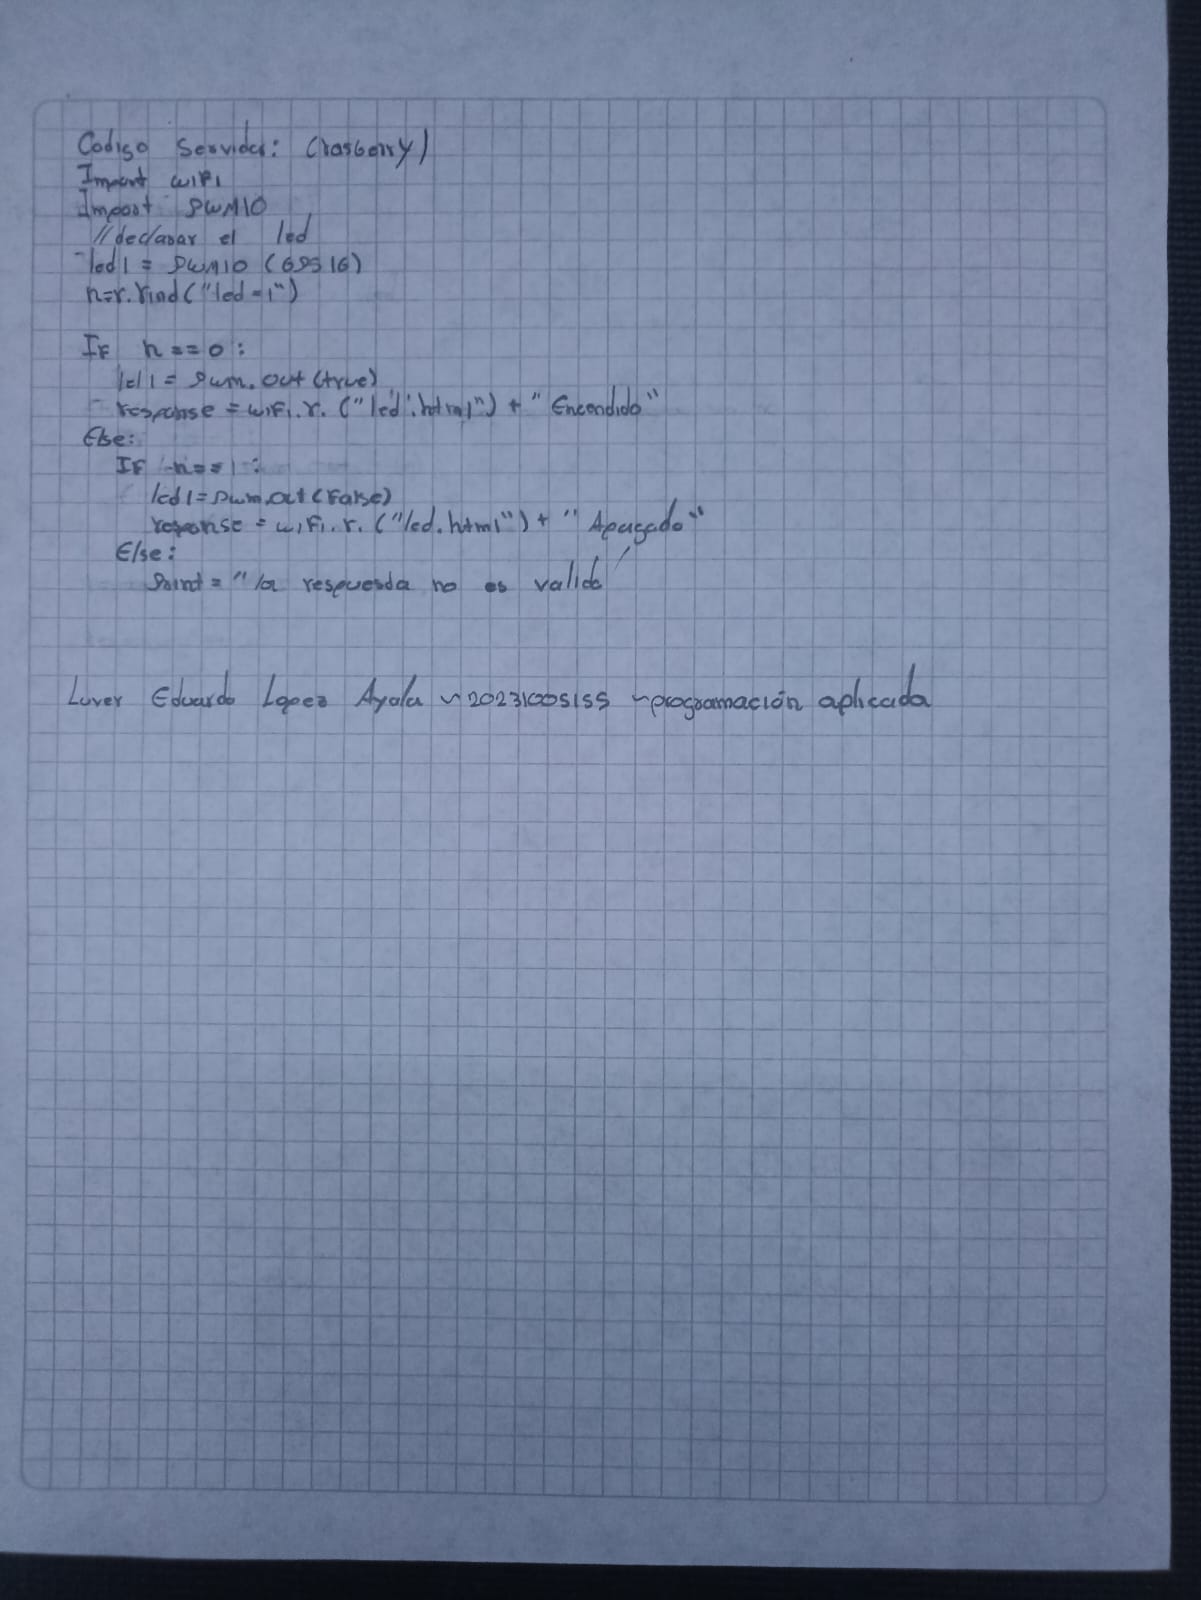 Codigo Servidor: (rasberry)
Import wifi
Import PWMIO
//declarar el led
led1 = PWMIO (GP516)
n=r.find("led=1")
If n==0:
led1 = pwm.out(true)
response = wifi.r.("led.html") + "Encendido"
Else:
If n==1:
led1=pwm.out(False)
response = wifi.r.("led.html") + "Apagado"
Else:
Print = "la respuesda no es valida
Luver Eduardo Lopez Ayala ~20231005155 ~programación aplicada